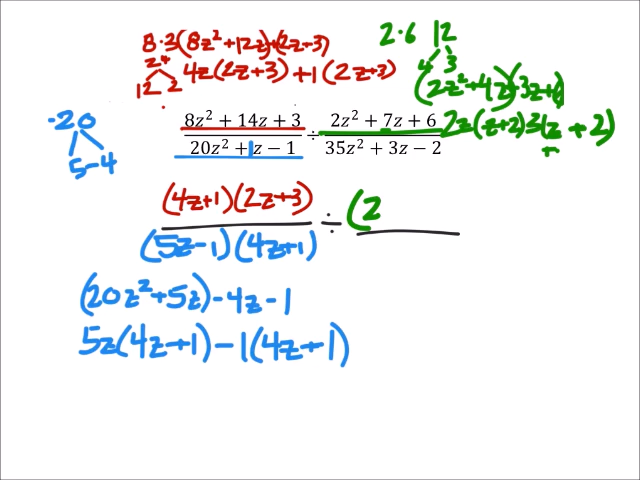 8·3(8z²+12z)+(2z+3)
24
12 2
4z(2z+3)+1(2z+3)
2·6 12
4 3
(2z²+4z)+3z+6
2z(z+2)3(z+2)
+
-20
5 -4
8z² + 14z + 3
20z² + z − 1
÷
2z² + 7z + 6
35z² + 3z − 2
(4z+1)(2z+3)
(5z-1)(4z+1)
÷
(2
(20z²+5z)-4z-1
5z(4z+1)-1(4z+1)